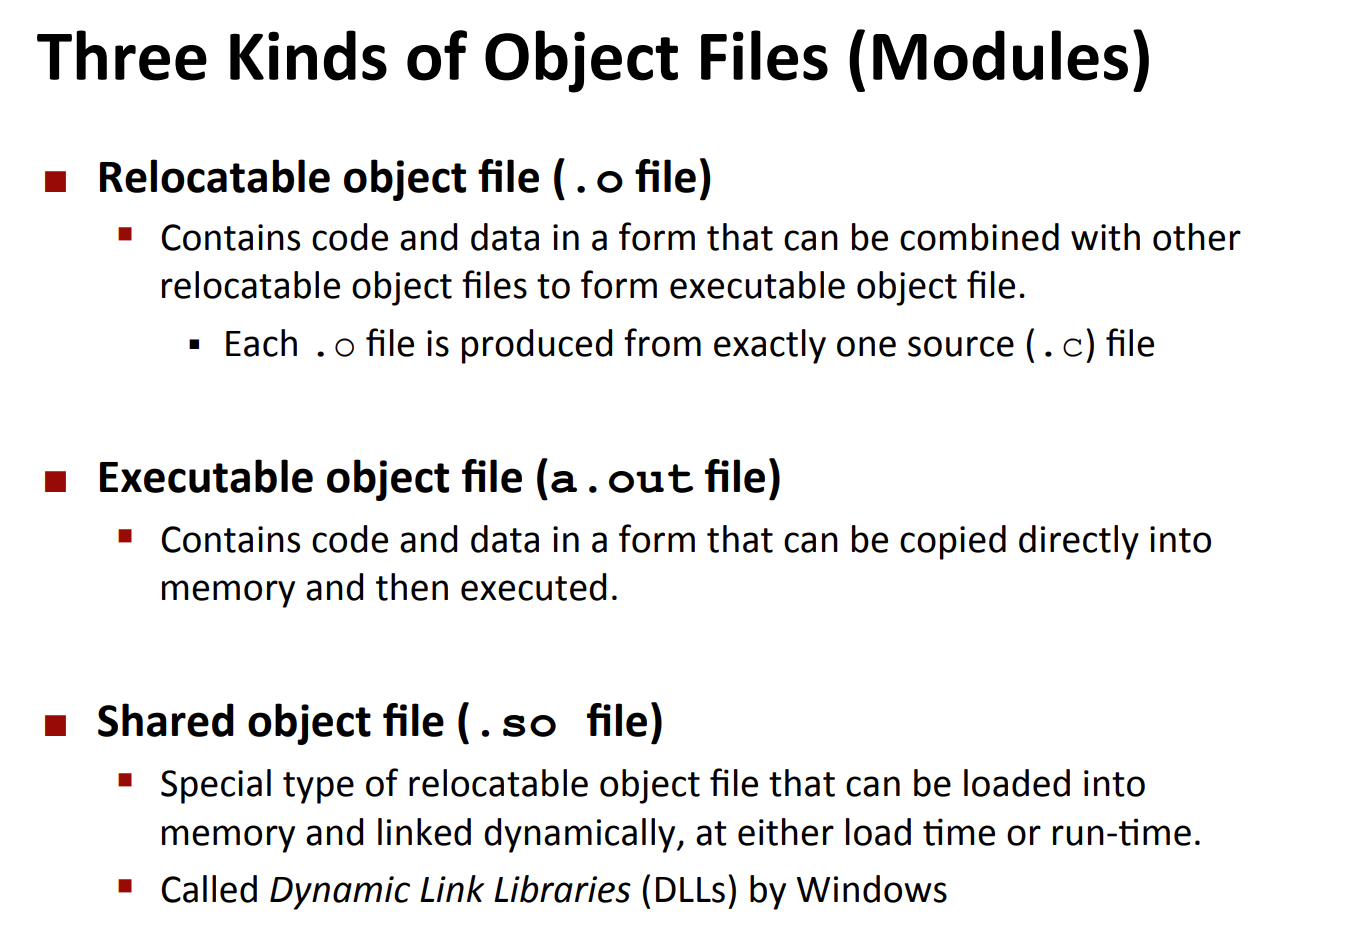 Three Kinds of Object Files (Modules)
Relocatable object file (.o file)
Contains code and data in a form that can be combined with other
relocatable object files to form executable object file.
Each .o file is produced from exactly one source (.c) file
Executable object file (a.out file)
Contains code and data in a form that can be copied directly into
memory and then executed.
Shared object file (.so file)
Special type of relocatable object file that can be loaded into
memory and linked dynamically, at either load time or run-time.
Called Dynamic Link Libraries (DLLs) by Windows